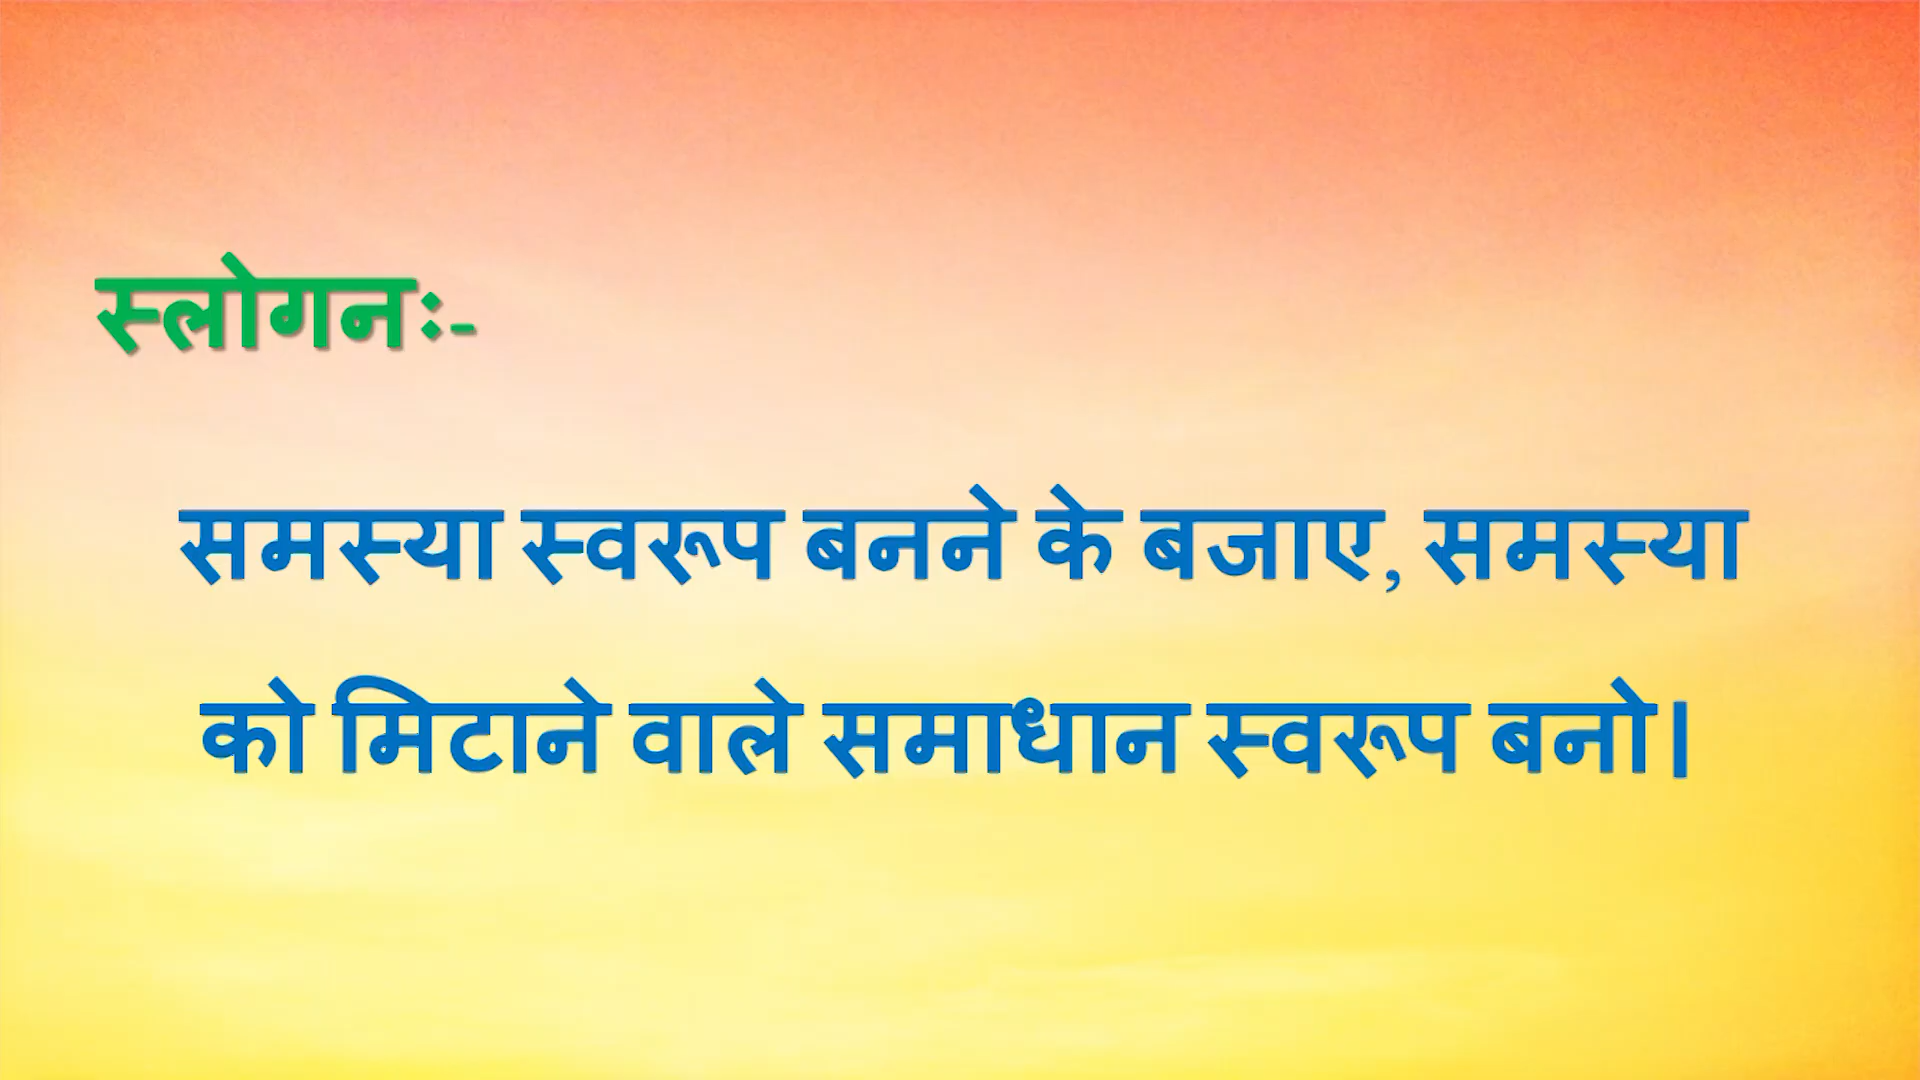 स्लोगनः-
समस्या स्वरूप बनने के बजाए, समस्या
को मिटाने वाले समाधान स्वरूप बनो।